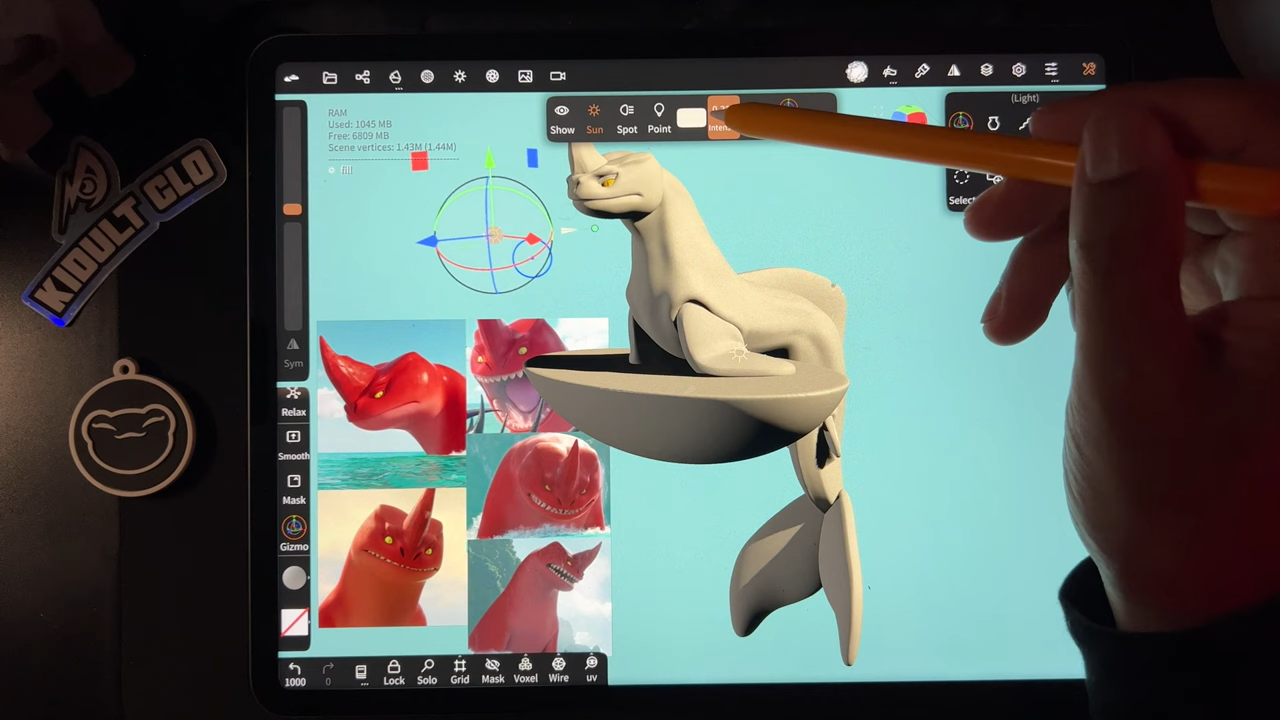 RAM
Used: 1045 MB
Free: 6809 MB
Scene vertices: 1.43M (1.44M)
fill
Show
Sun
Spot
Point
(Light)
KIDULT CLO
Sym
Relax
Smooth
Mask
Gizmo
1000
0
Lock
Solo
Grid
Mask
Voxel
Wire
uv